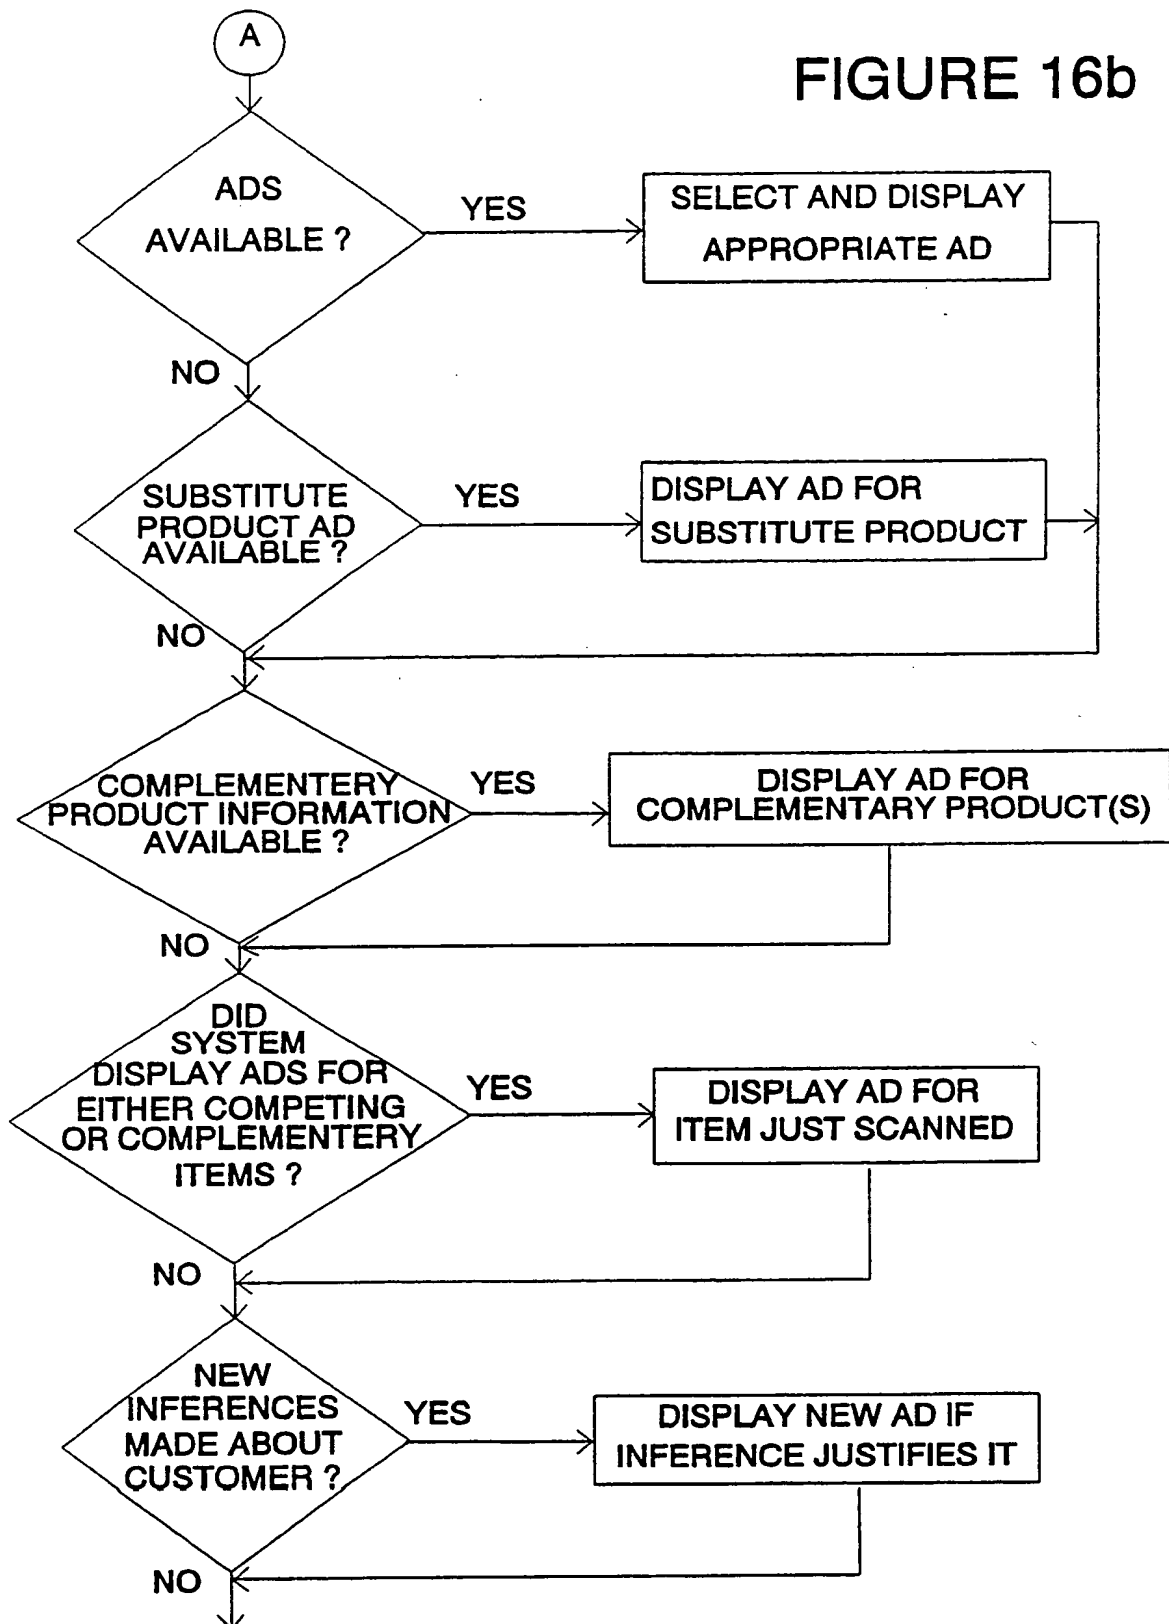 A
FIGURE 16b
ADS
AVAILABLE ?
YES
SELECT AND DISPLAY
APPROPRIATE AD
NO
SUBSTITUTE
PRODUCT AD
AVAILABLE ?
YES
DISPLAY AD FOR
SUBSTITUTE PRODUCT
NO
COMPLEMENTERY
PRODUCT INFORMATION
AVAILABLE ?
YES
DISPLAY AD FOR
COMPLEMENTARY PRODUCT(S)
NO
DID
SYSTEM
DISPLAY ADS FOR
EITHER COMPETING
OR COMPLEMENTERY
ITEMS ?
YES
DISPLAY AD FOR
ITEM JUST SCANNED
NO
NEW
INFERENCES
MADE ABOUT
CUSTOMER ?
YES
DISPLAY NEW AD IF
INFERENCE JUSTIFIES IT
NO